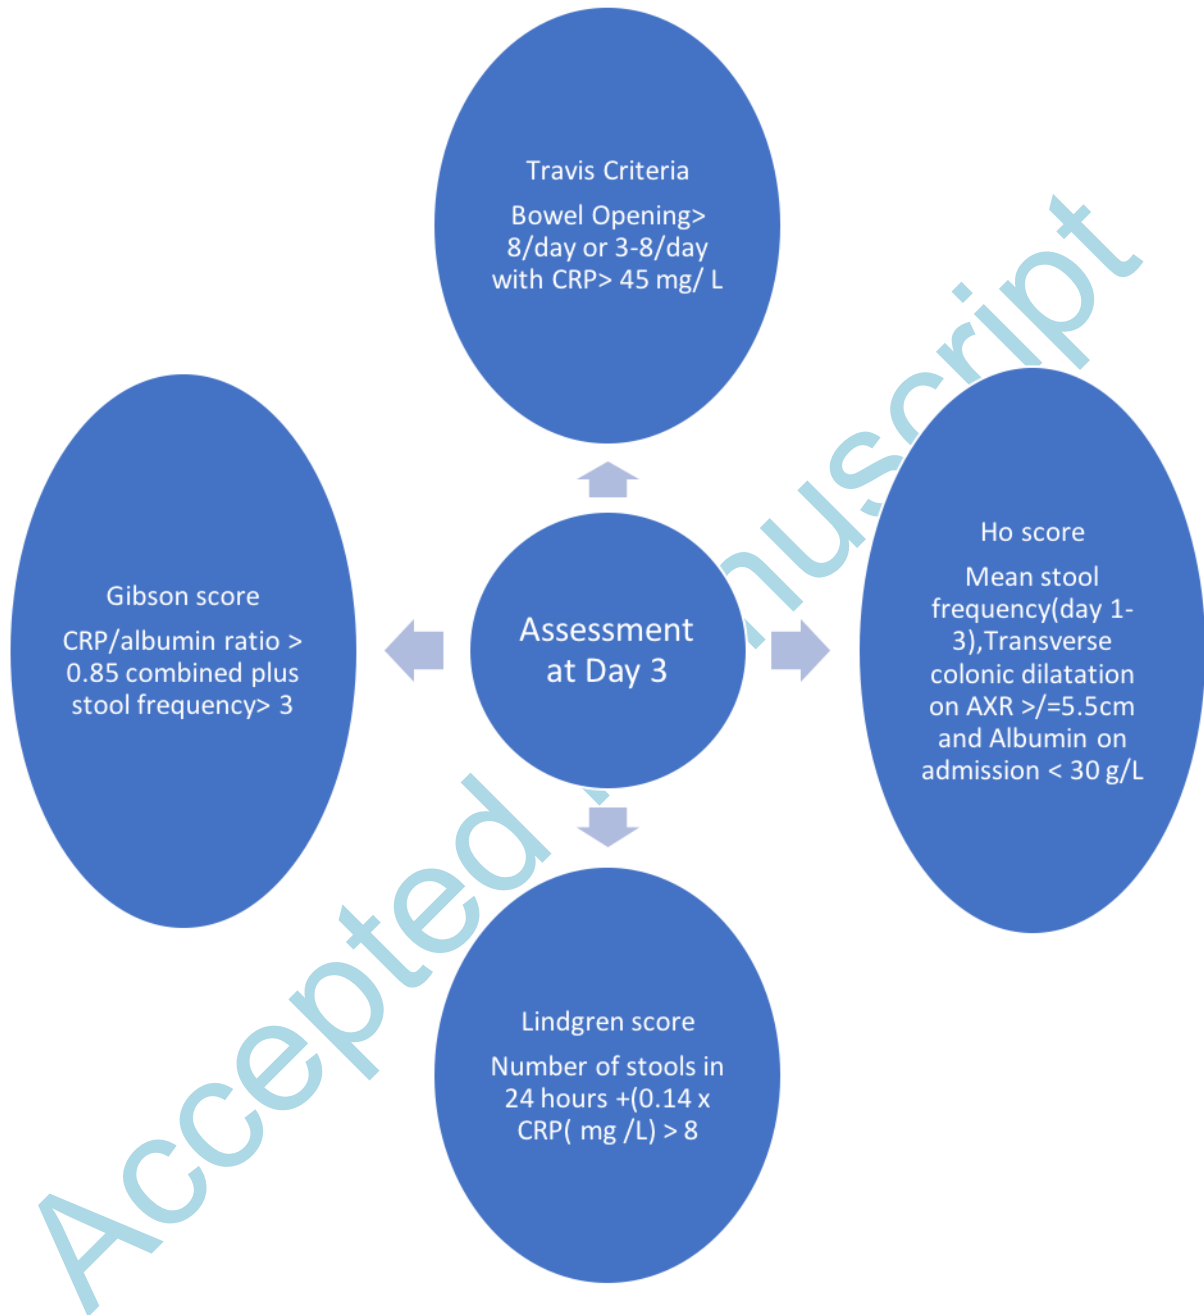 Travis Criteria
Bowel Opening>
8/day or 3-8/day
with CRP> 45 mg/ L
Gibson score
CRP/albumin ratio >
0.85 combined plus
stool frequency> 3
Assessment
at Day 3
Ho score
Mean stool
frequency(day 1-
3),Transverse
colonic dilatation
on AXR >/=5.5cm
and Albumin on
admission < 30 g/L
Lindgren score
Number of stools in
24 hours +(0.14 x
CRP( mg /L) > 8
Accepted nuscript